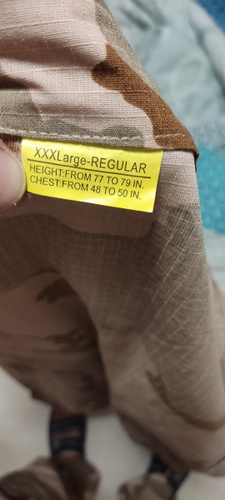 XXXLarge-REGULAR
HEIGHT:FROM 77 TO 79 IN.
CHEST:FROM 48 TO 50 IN.